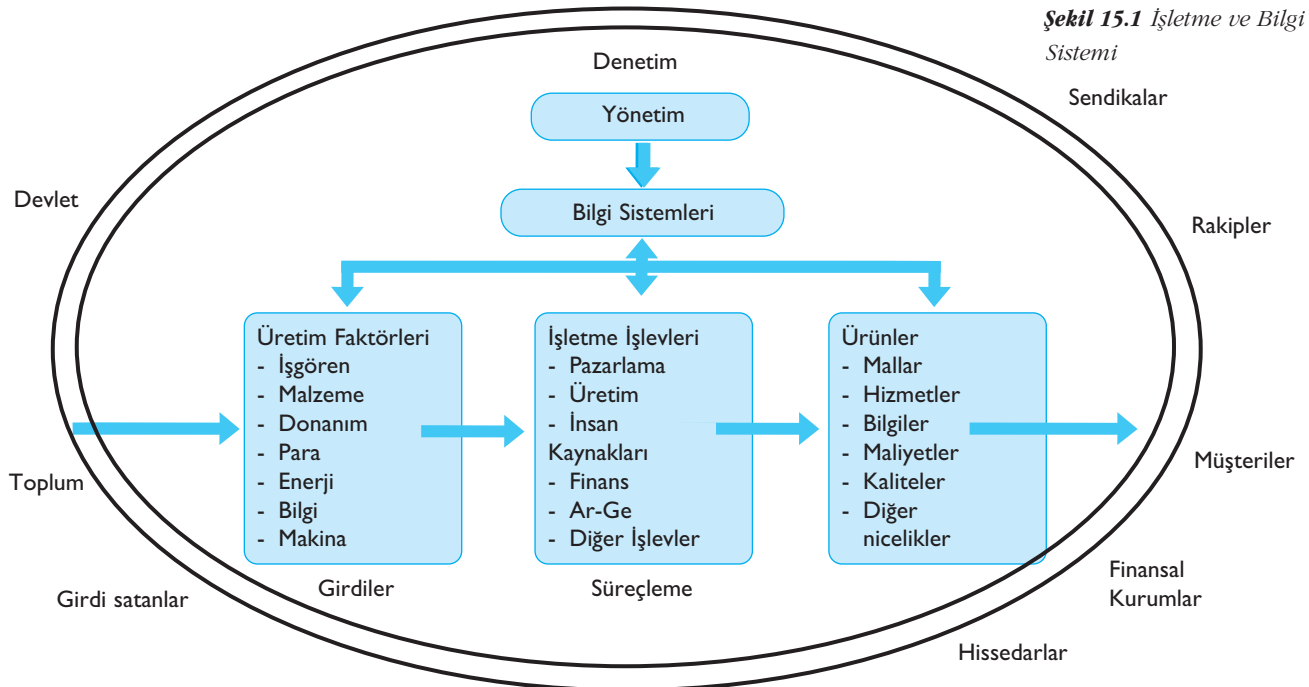 Şekil 15.1 İşletme ve Bilgi
Sistemi
Denetim
Sendikalar
Yönetim
Devlet
Bilgi Sistemleri
Rakipler
Üretim Faktörleri
- İşgören
- Malzeme
- Donanım
- Para
- Enerji
- Bilgi
- Makina
İşletme İşlevleri
- Pazarlama
- Üretim
- İnsan
Kaynakları
- Finans
- Ar-Ge
- Diğer İşlevler
Ürünler
- Mallar
- Hizmetler
- Bilgiler
- Maliyetler
- Kaliteler
- Diğer
nicelikler
Toplum
Müşteriler
Girdi satanlar
Girdiler
Süreçleme
Finansal
Kurumlar
Hissedarlar